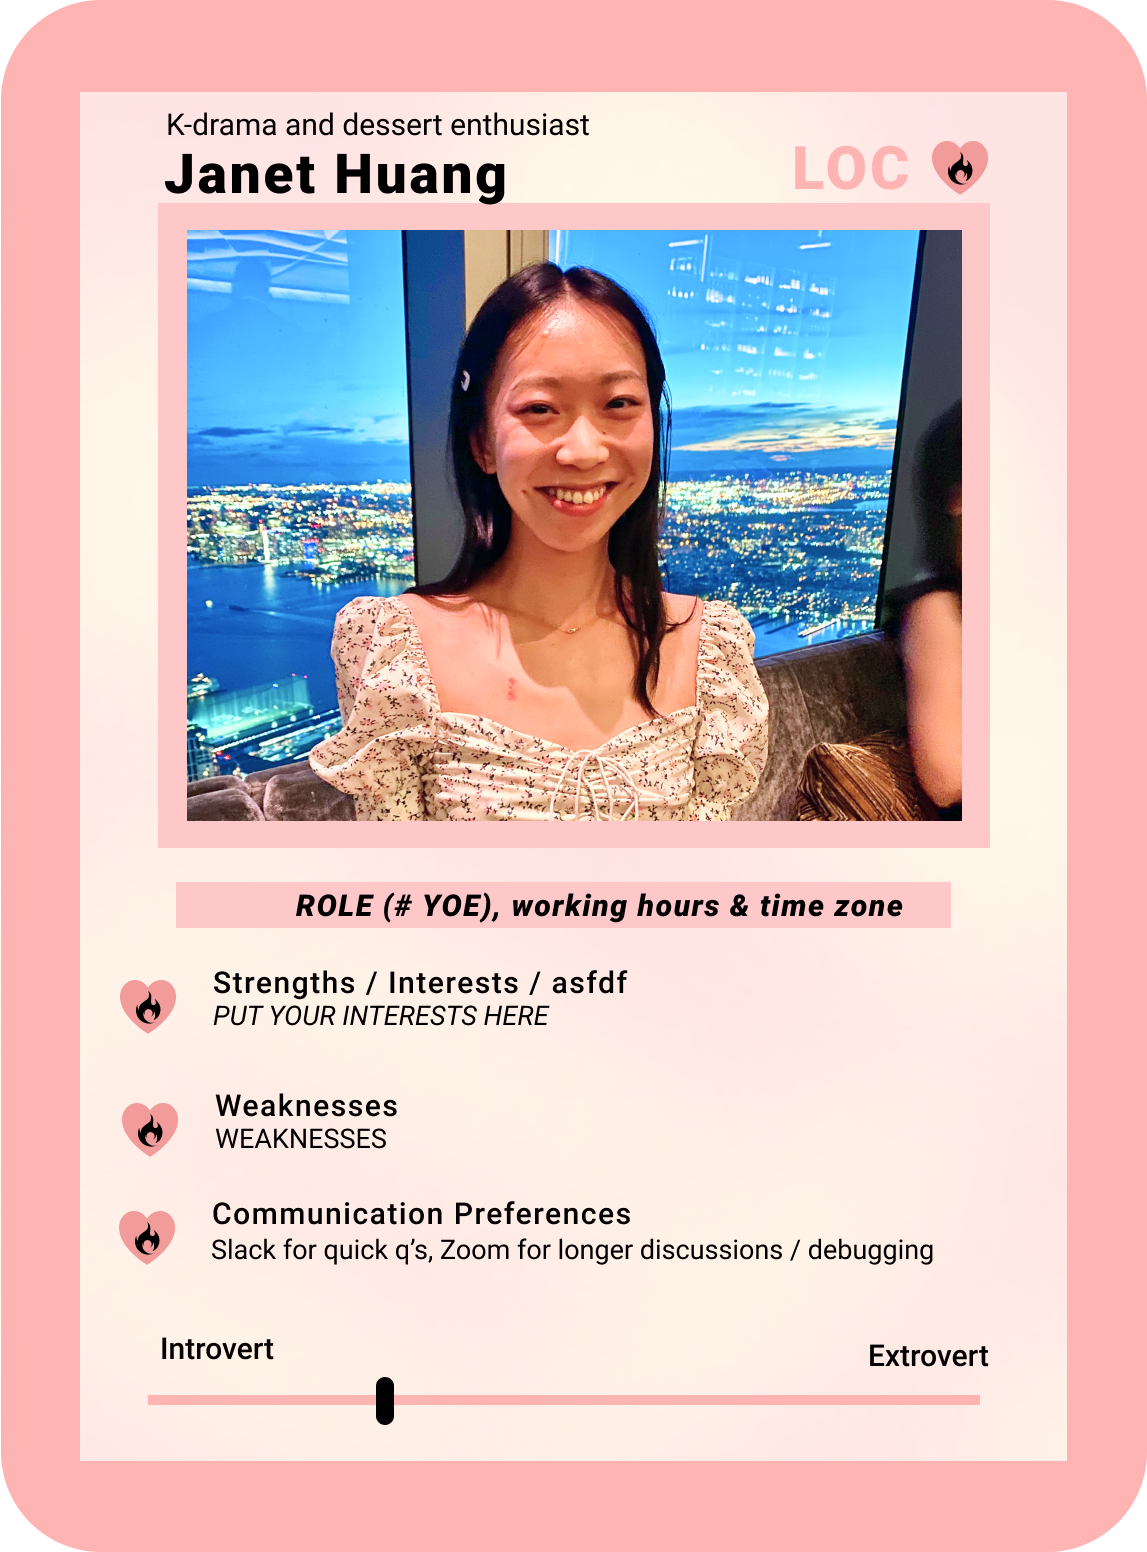 K-drama and dessert enthusiast
Janet Huang
LOC
ROLE (# YOE), working hours & time zone
Strengths / Interests / asfdf
PUT YOUR INTERESTS HERE
Weaknesses
WEAKNESSES
Communication Preferences
Slack for quick q’s, Zoom for longer discussions / debugging
Introvert
Extrovert